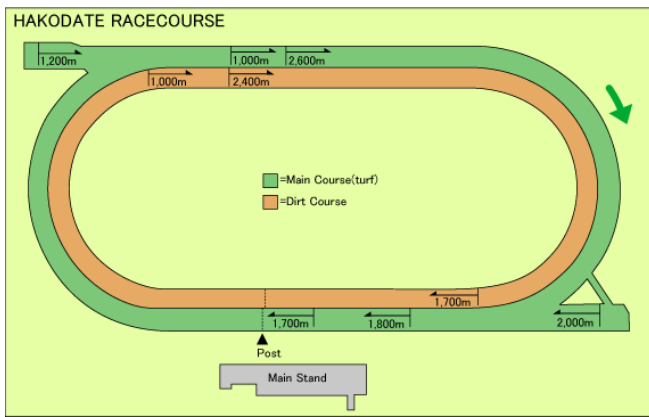 HAKODATE RACECOURSE
1,200m
1,000m
2,600m
1,000m
2,400m
=Main Course(turf)
=Dirt Course
1,700m
1,700m
1,800m
2,000m
Post
Main Stand